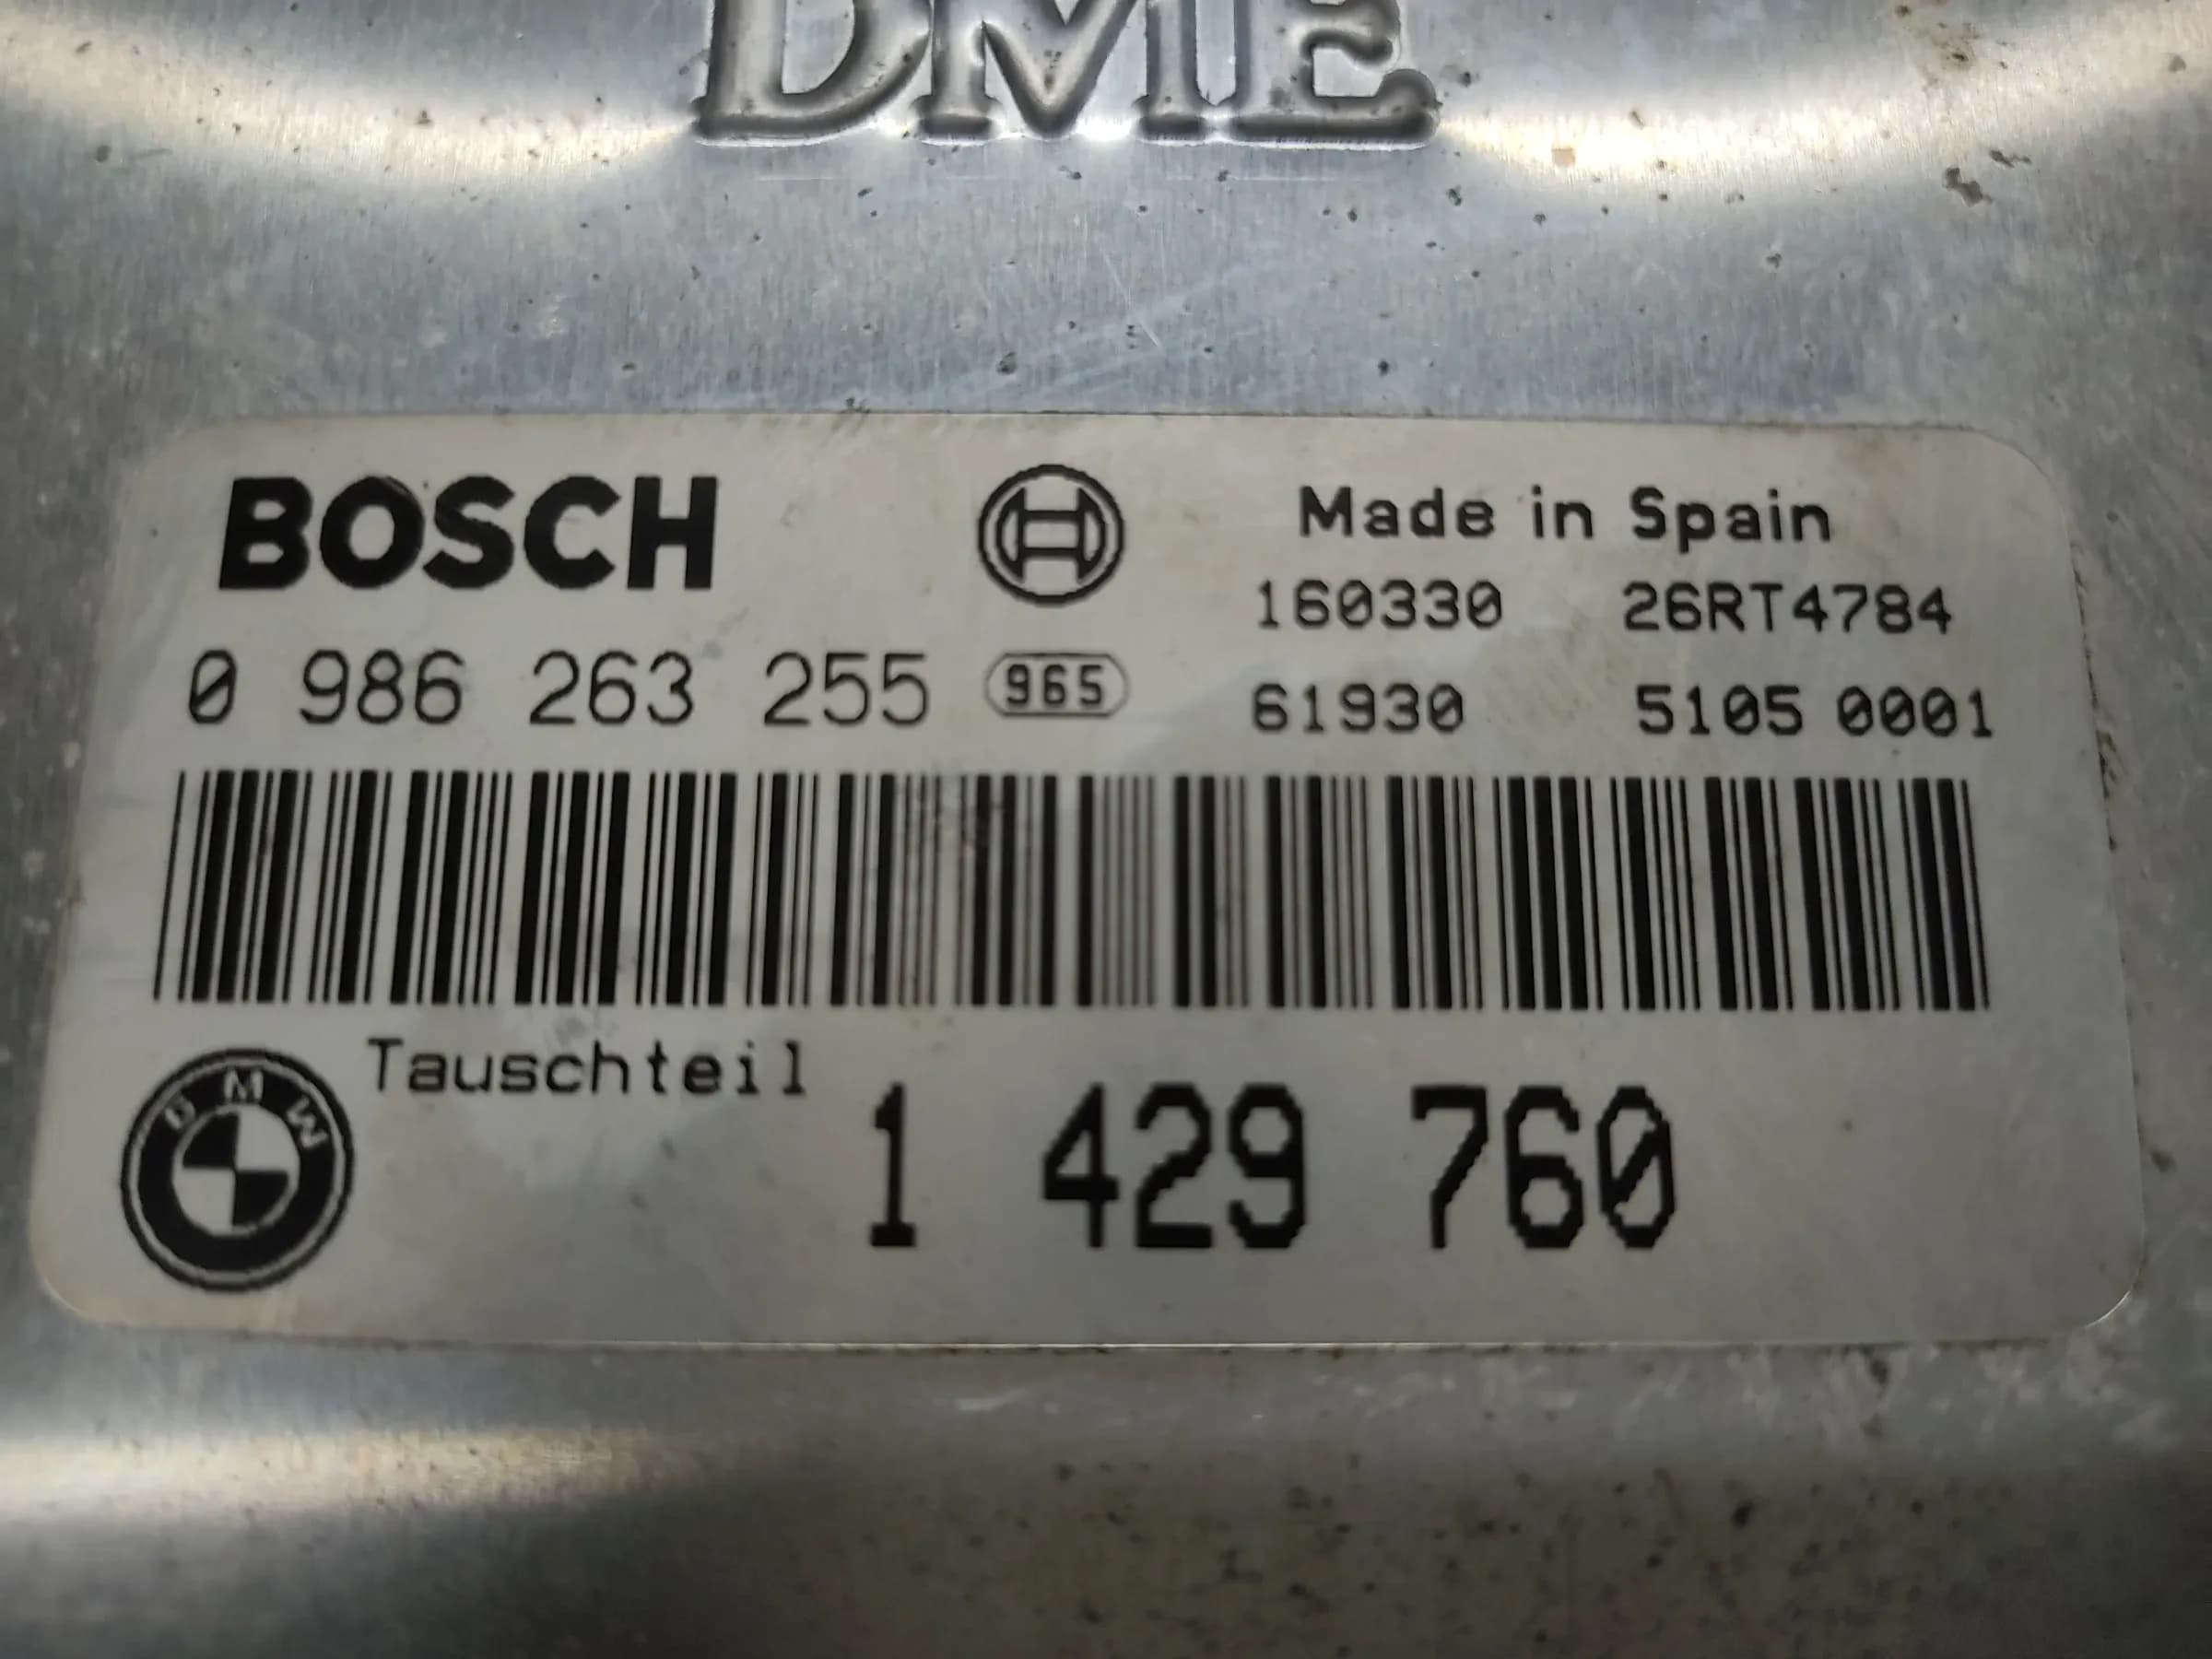 DME
BOSCH
Made in Spain
160330 26RT4784
0 986 263 255 965
61930 5105 0001
BMW
Tauschteil
1 429 760